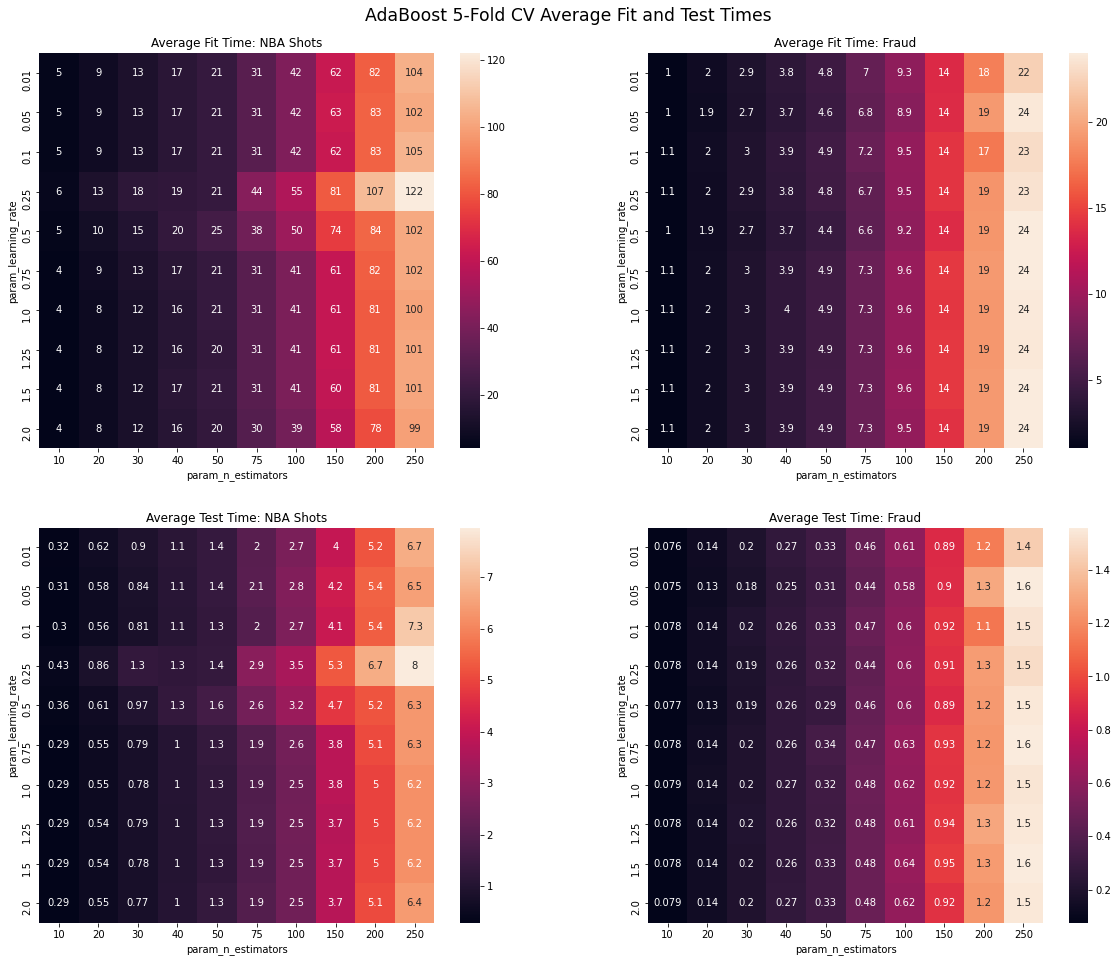 AdaBoost 5-Fold CV Average Fit and Test Times
Average Fit Time: NBA Shots
param_learning_rate
0.01 5 9 13 17 21 31 42 62 82 104
0.05 5 9 13 17 21 31 42 63 83 102
0.1 5 9 13 17 21 31 42 62 83 105
0.25 6 13 18 19 21 44 55 81 107 122
0.5 5 10 15 20 25 38 50 74 84 102
0.75 4 9 13 17 21 31 41 61 82 102
1.0 4 8 12 16 21 31 41 61 81 100
1.25 4 8 12 16 20 31 41 61 81 101
1.5 4 8 12 17 21 31 41 60 81 101
2.0 4 8 12 16 20 30 39 58 78 99
10 20 30 40 50 75 100 150 200 250
param_n_estimators
120
100
80
60
40
20
Average Fit Time: Fraud
param_learning_rate
0.01 1 2 2.9 3.8 4.8 7 9.3 14 18 22
0.05 1 1.9 2.7 3.7 4.6 6.8 8.9 14 19 24
0.1 1.1 2 3 3.9 4.9 7.2 9.5 14 17 23
0.25 1.1 2 2.9 3.8 4.8 6.7 9.5 14 19 23
0.5 1 1.9 2.7 3.7 4.4 6.6 9.2 14 19 24
0.75 1.1 2 3 3.9 4.9 7.3 9.6 14 19 24
1.0 1.1 2 3 4 4.9 7.3 9.6 14 19 24
1.25 1.1 2 3 3.9 4.9 7.3 9.6 14 19 24
1.5 1.1 2 3 3.9 4.9 7.3 9.6 14 19 24
2.0 1.1 2 3 3.9 4.9 7.3 9.5 14 19 24
10 20 30 40 50 75 100 150 200 250
param_n_estimators
20
15
10
5
Average Test Time: NBA Shots
param_learning_rate
0.01 0.32 0.62 0.9 1.1 1.4 2 2.7 4 5.2 6.7
0.05 0.31 0.58 0.84 1.1 1.4 2.1 2.8 4.2 5.4 6.5
0.1 0.3 0.56 0.81 1.1 1.3 2 2.7 4.1 5.4 7.3
0.25 0.43 0.86 1.3 1.3 1.4 2.9 3.5 5.3 6.7 8
0.5 0.36 0.61 0.97 1.3 1.6 2.6 3.2 4.7 5.2 6.3
0.75 0.29 0.55 0.79 1 1.3 1.9 2.6 3.8 5.1 6.3
1.0 0.29 0.55 0.78 1 1.3 1.9 2.5 3.8 5 6.2
1.25 0.29 0.54 0.79 1 1.3 1.9 2.5 3.7 5 6.2
1.5 0.29 0.54 0.78 1 1.3 1.9 2.5 3.7 5 6.2
2.0 0.29 0.55 0.77 1 1.3 1.9 2.5 3.7 5.1 6.4
10 20 30 40 50 75 100 150 200 250
param_n_estimators
7
6
5
4
3
2
1
Average Test Time: Fraud
param_learning_rate
0.01 0.076 0.14 0.2 0.27 0.33 0.46 0.61 0.89 1.2 1.4
0.05 0.075 0.13 0.18 0.25 0.31 0.44 0.58 0.9 1.3 1.6
0.1 0.078 0.14 0.2 0.26 0.33 0.47 0.6 0.92 1.1 1.5
0.25 0.078 0.14 0.19 0.26 0.32 0.44 0.6 0.91 1.3 1.5
0.5 0.077 0.13 0.19 0.26 0.29 0.46 0.6 0.89 1.2 1.5
0.75 0.078 0.14 0.2 0.26 0.34 0.47 0.63 0.93 1.2 1.6
1.0 0.079 0.14 0.2 0.26 0.32 0.48 0.62 0.92 1.2 1.5
1.25 0.078 0.14 0.2 0.26 0.32 0.48 0.61 0.94 1.3 1.5
1.5 0.078 0.14 0.2 0.26 0.33 0.48 0.64 0.95 1.3 1.6
2.0 0.079 0.14 0.2 0.26 0.33 0.48 0.62 0.92 1.2 1.5
10 20 30 40 50 75 100 150 200 250
param_n_estimators
1.4
1.2
1.0
0.8
0.6
0.4
0.2